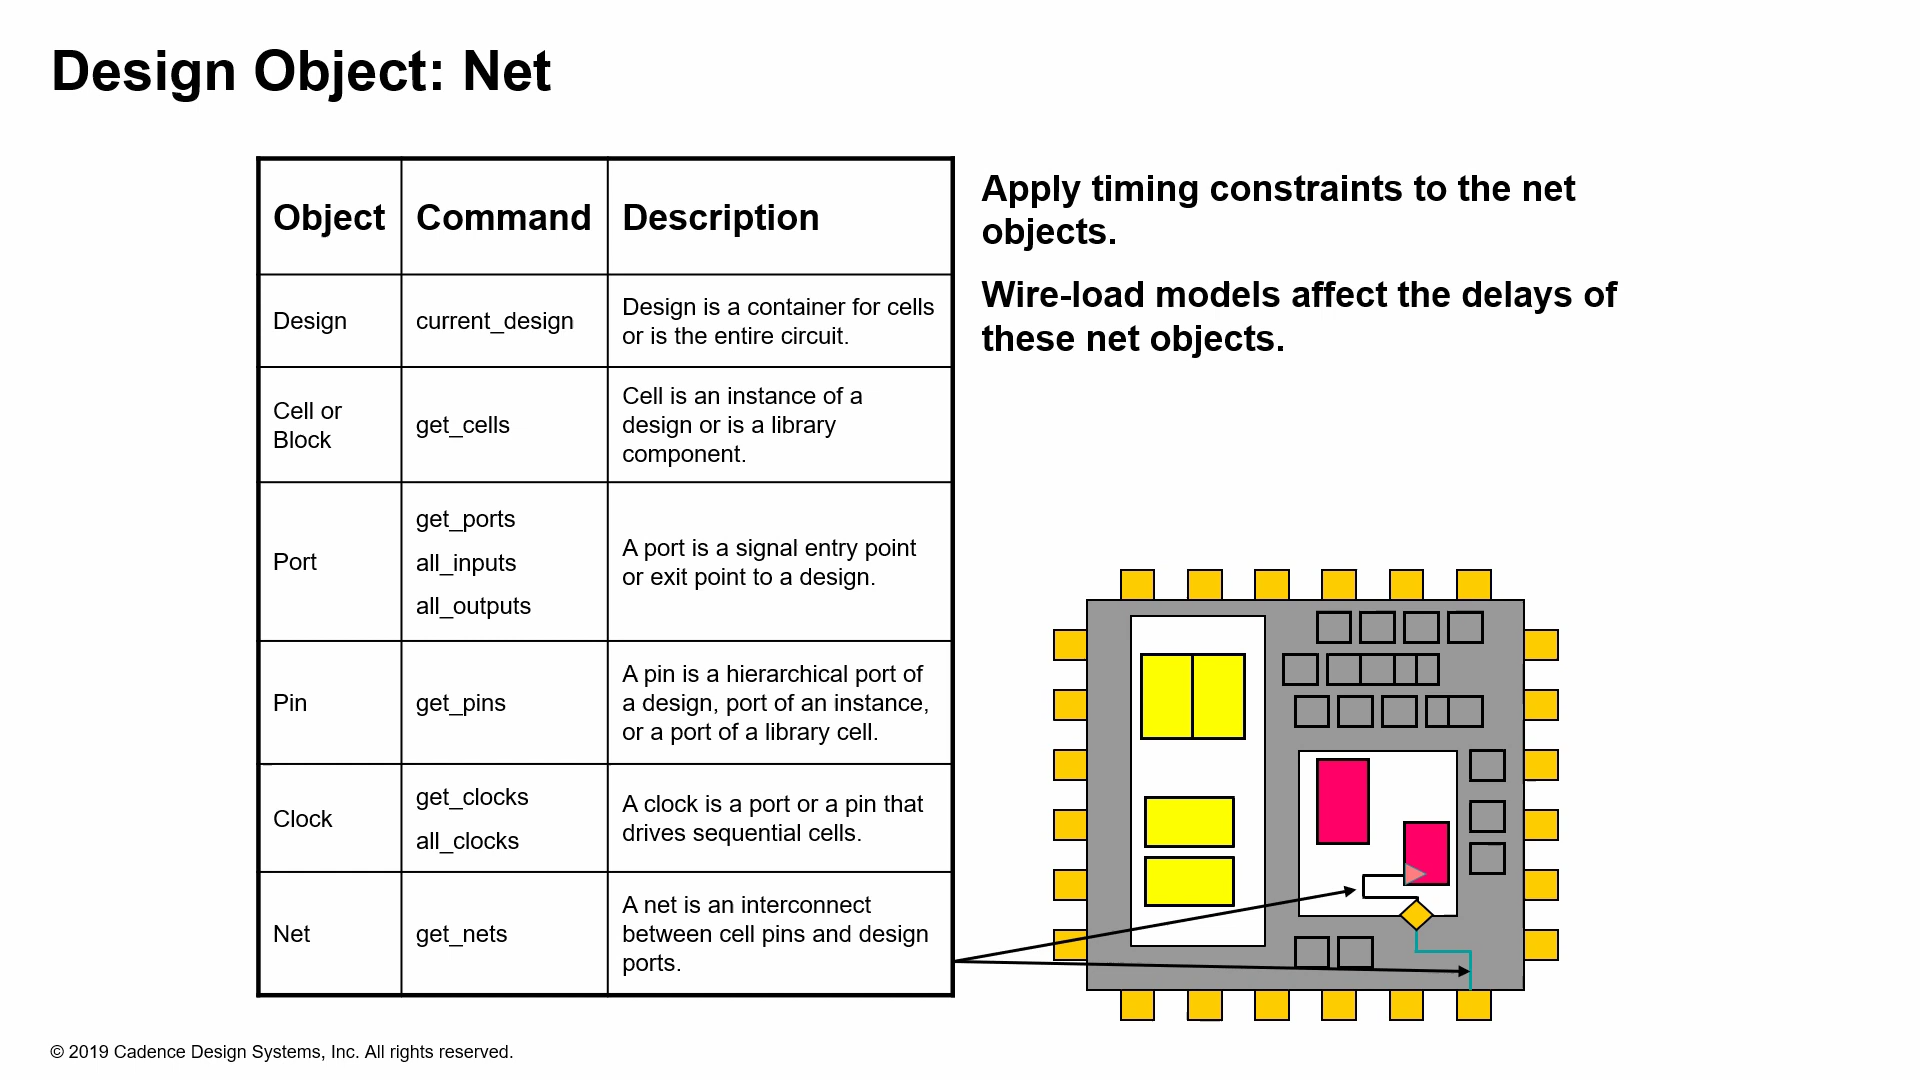 Design Object: Net
Object Command Description
Design current_design Design is a container for cells
or is the entire circuit.
Cell or
Block
get_cells
Cell is an instance of a
design or is a library
component.
Port
get_ports
all_inputs
all_outputs
A port is a signal entry point
or exit point to a design.
Pin
get_pins
A pin is a hierarchical port of
a design, port of an instance,
or a port of a library cell.
Clock
get_clocks
all_clocks
A clock is a port or a pin that
drives sequential cells.
Net
get_nets
A net is an interconnect
between cell pins and design
ports.
Apply timing constraints to the net
objects.
Wire-load models affect the delays of
these net objects.
© 2019 Cadence Design Systems, Inc. All rights reserved.